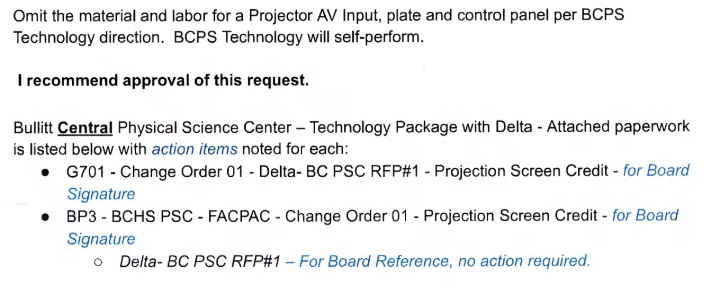 Omit the material and labor for a Projector AV Input, plate and control panel per BCPS
Technology direction.  BCPS Technology will self-perform.
I recommend approval of this request.
Bullitt Central Physical Science Center – Technology Package with Delta - Attached paperwork
is listed below with action items noted for each:
● G701 - Change Order 01 - Delta- BC PSC RFP#1 - Projection Screen Credit - for Board
Signature
● BP3 - BCHS PSC - FACPAC - Change Order 01 - Projection Screen Credit - for Board
Signature
○ Delta- BC PSC RFP#1 – For Board Reference, no action required.